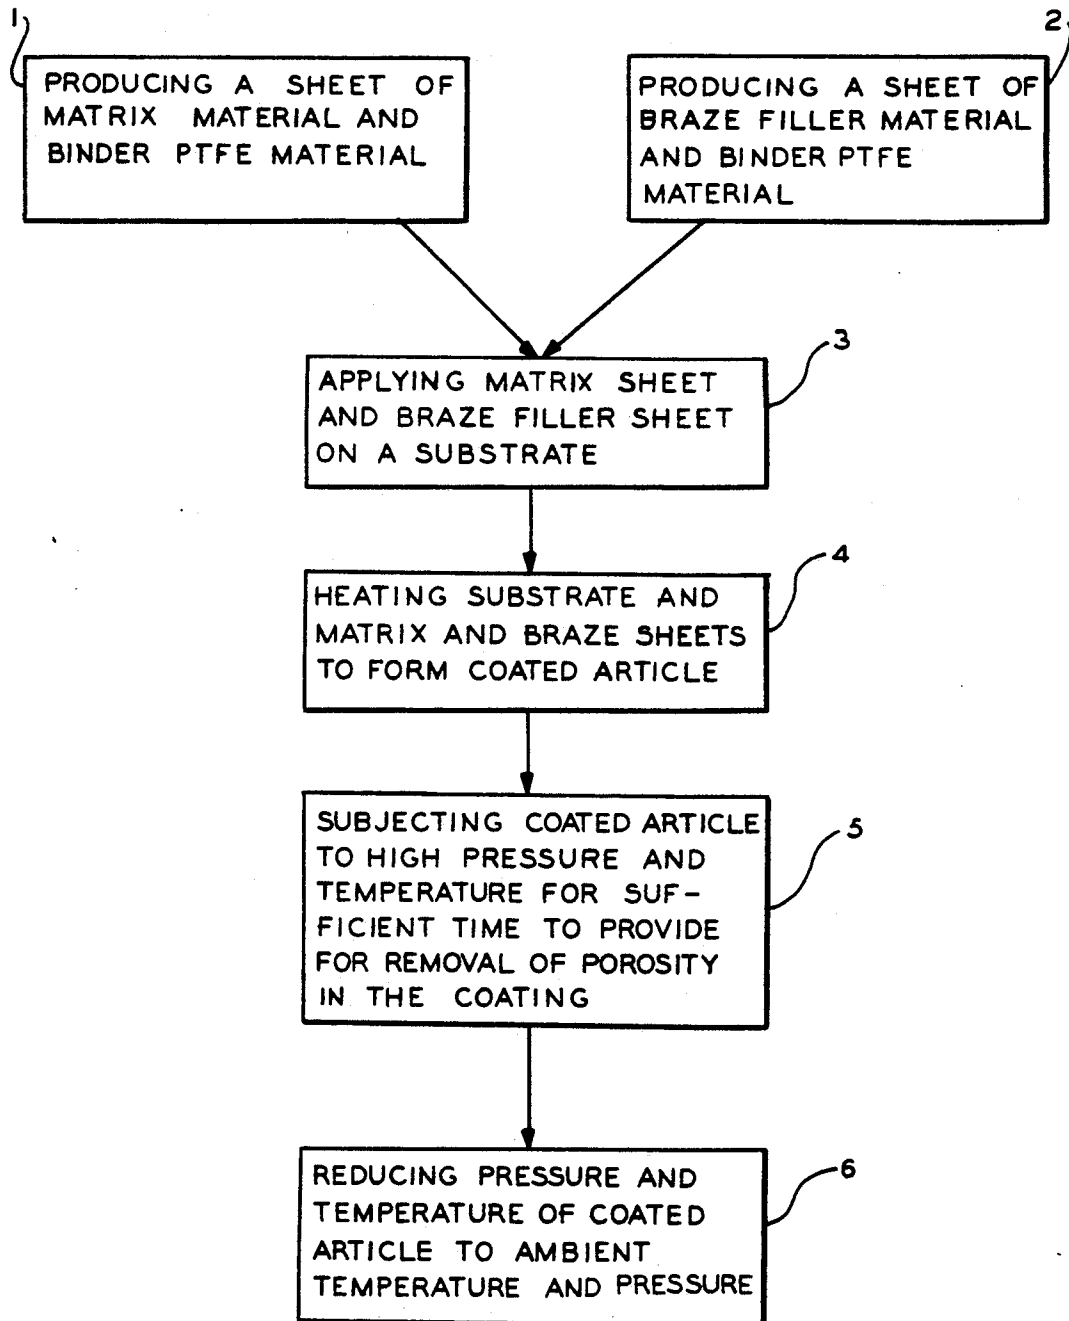 1
PRODUCING A SHEET OF
MATRIX MATERIAL AND
BINDER PTFE MATERIAL
2
PRODUCING A SHEET OF
BRAZE FILLER MATERIAL
AND BINDER PTFE
MATERIAL
3
APPLYING MATRIX SHEET
AND BRAZE FILLER SHEET
ON A SUBSTRATE
4
HEATING SUBSTRATE AND
MATRIX AND BRAZE SHEETS
TO FORM COATED ARTICLE
5
SUBJECTING COATED ARTICLE
TO HIGH PRESSURE AND
TEMPERATURE FOR SUF-
FICIENT TIME TO PROVIDE
FOR REMOVAL OF POROSITY
IN THE COATING
6
REDUCING PRESSURE AND
TEMPERATURE OF COATED
ARTICLE TO AMBIENT
TEMPERATURE AND PRESSURE